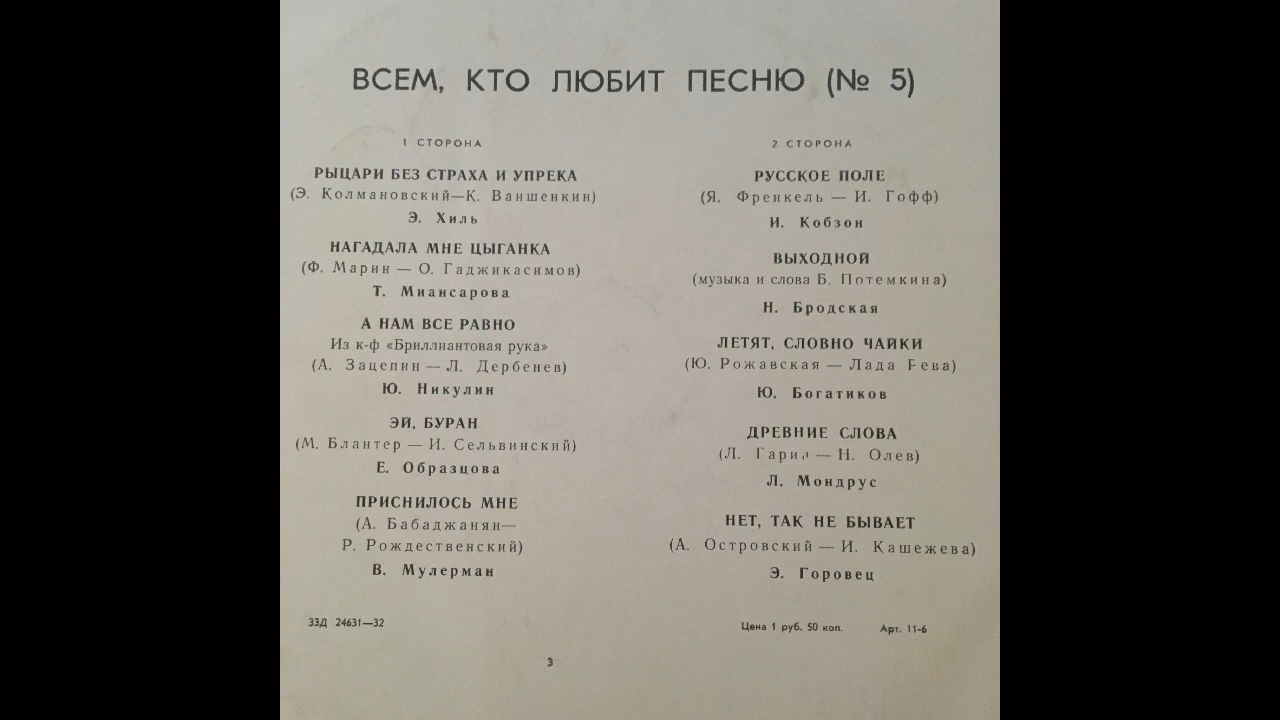 ВСЕМ, КТО ЛЮБИТ ПЕСНЮ (№ 5)
1 СТОРОНА
РЫЦАРИ БЕЗ СТРАХА И УПРЕКА
(Э. Колмановский—К. Ваншенкин)
Э. Хиль
НАГАДАЛА МНЕ ЦЫГАНКА
(Ф. Марин — О. Гаджикасимов)
Т. Миансарова
А НАМ ВСЕ РАВНО
Из к-ф «Бриллиантовая рука»
(А. Зацепин — Л. Дербенев)
Ю. Никулин
ЭЙ, БУРАН
(М. Блантер — И. Сельвинский)
Е. Образцова
ПРИСНИЛОСЬ МНЕ
(А. Бабаджанян—
Р. Рождественский)
В. Мулерман
33Д 24631—32
2 СТОРОНА
РУССКОЕ ПОЛЕ
(Я. Френкель — И. Гофф)
И. Кобзон
ВЫХОДНОЙ
(музыка и слова Б. Потемкина)
Н. Бродская
ЛЕТЯТ, СЛОВНО ЧАЙКИ
(Ю. Рожавская — Лада Рева)
Ю. Богатиков
ДРЕВНИЕ СЛОВА
(Л. — Н. Олев)
Л. Мондрус
НЕТ, ТАК НЕ БЫВАЕТ
(А. Островский — И. Кашежева)
Э. Горовец
Цена 1 руб. 50 коп. Арт. 11-6
3